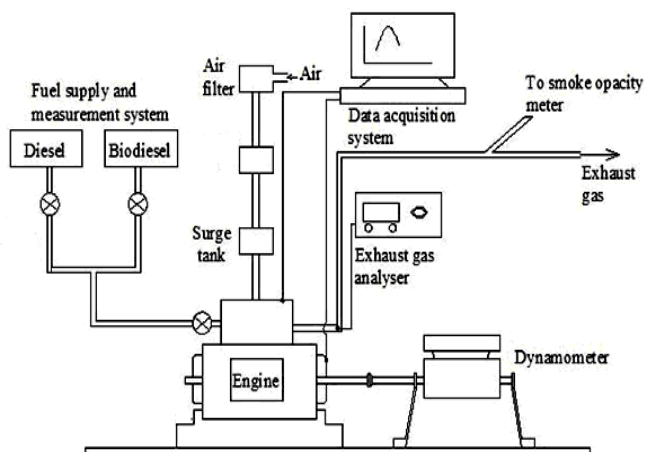 Fuel supply and
measurement system
Diesel
Biodiesel
Air
filter
Air
Data acquisition
system
To smoke opacity
meter
Exhaust
gas
Surge
tank
Exhaust gas
analyser
Engine
Dynamometer